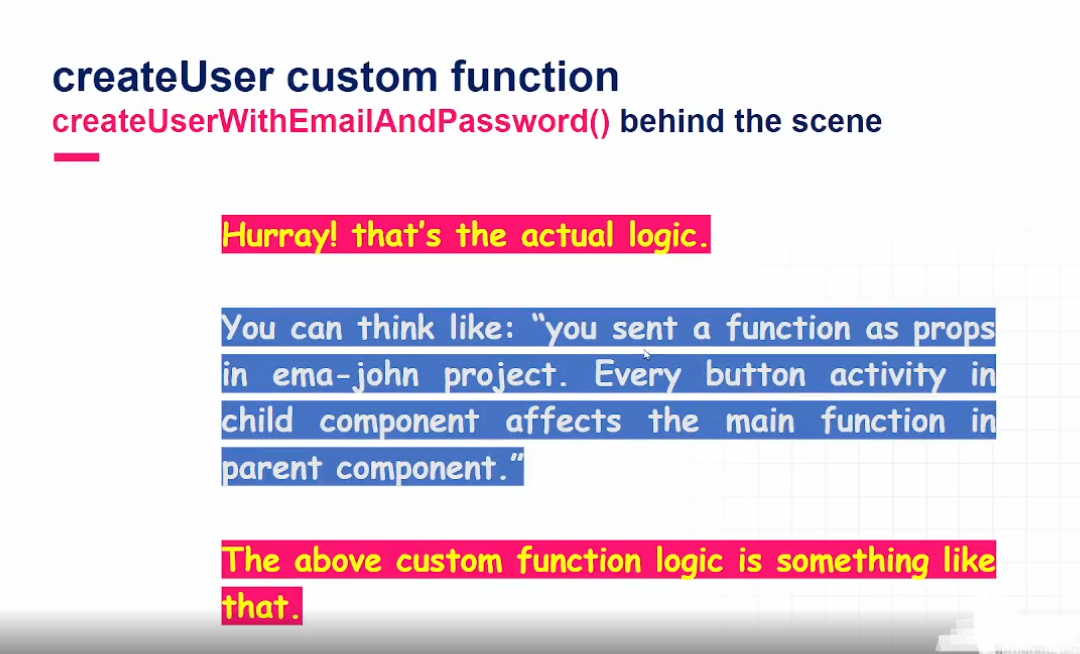 createUser custom function
createUserWithEmailAndPassword() behind the scene
Hurray! that’s the actual logic.
You can think like: “you sent a function as props
in ema-john project. Every button activity in
child component affects the main function in
parent component.”
The above custom function logic is something like
that.